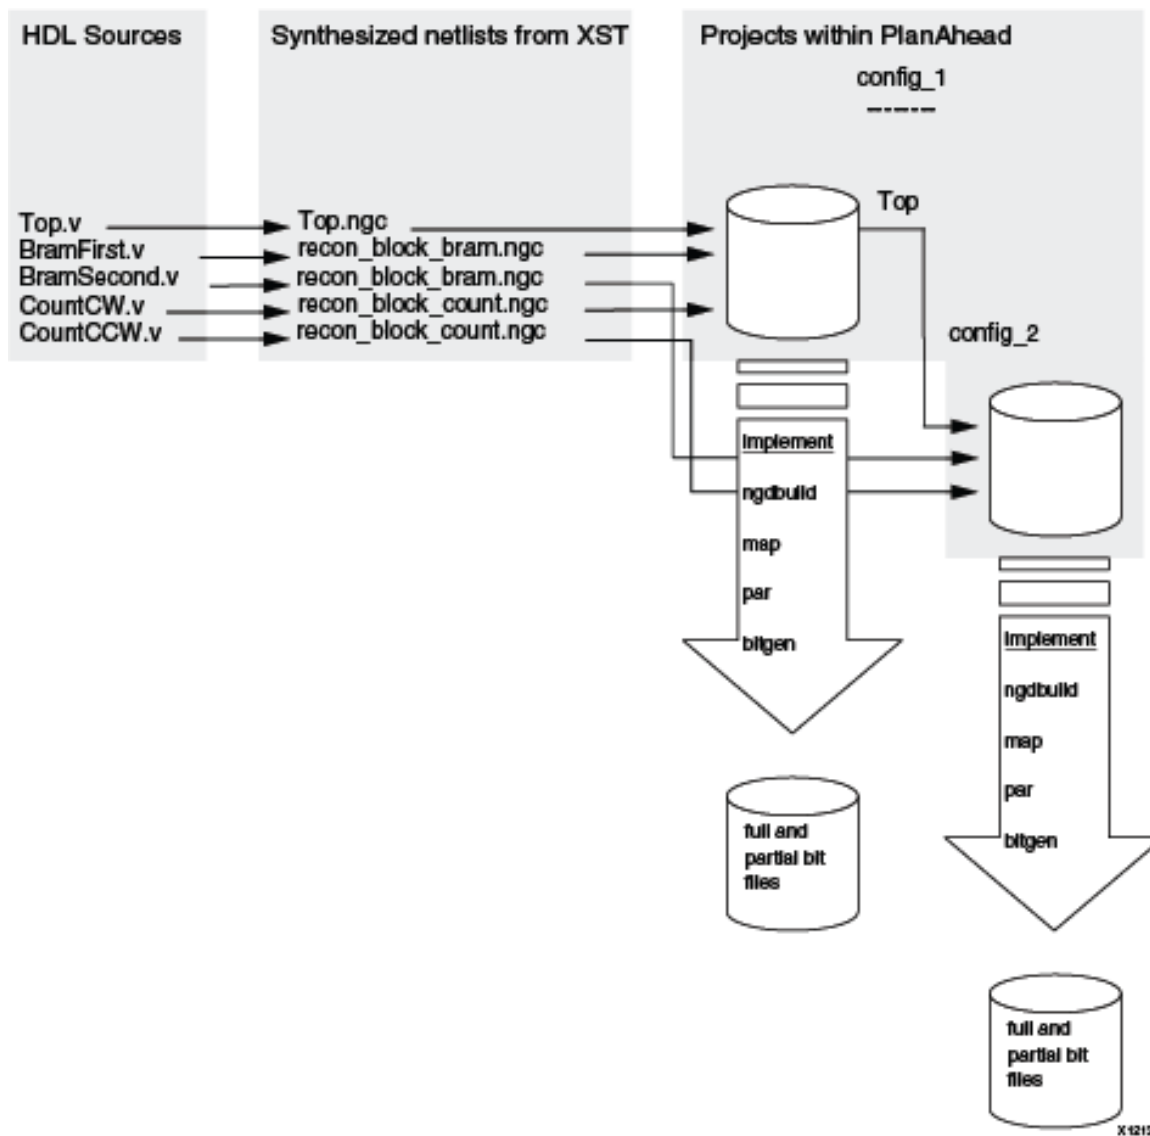 HDL Sources
Synthesized netlists from XST
Projects within PlanAhead
config_1
--------
Top.v
BramFirst.v
BramSecond.v
CountCW.v
CountCCW.v
Top.ngc
recon_block_bram.ngc
recon_block_bram.ngc
recon_block_count.ngc
recon_block_count.ngc
Top
config_2
Implement
ngdbuild
map
par
bitgen
full and
partial bit
files
Implement
ngdbuild
map
par
bitgen
full and
partial bit
files